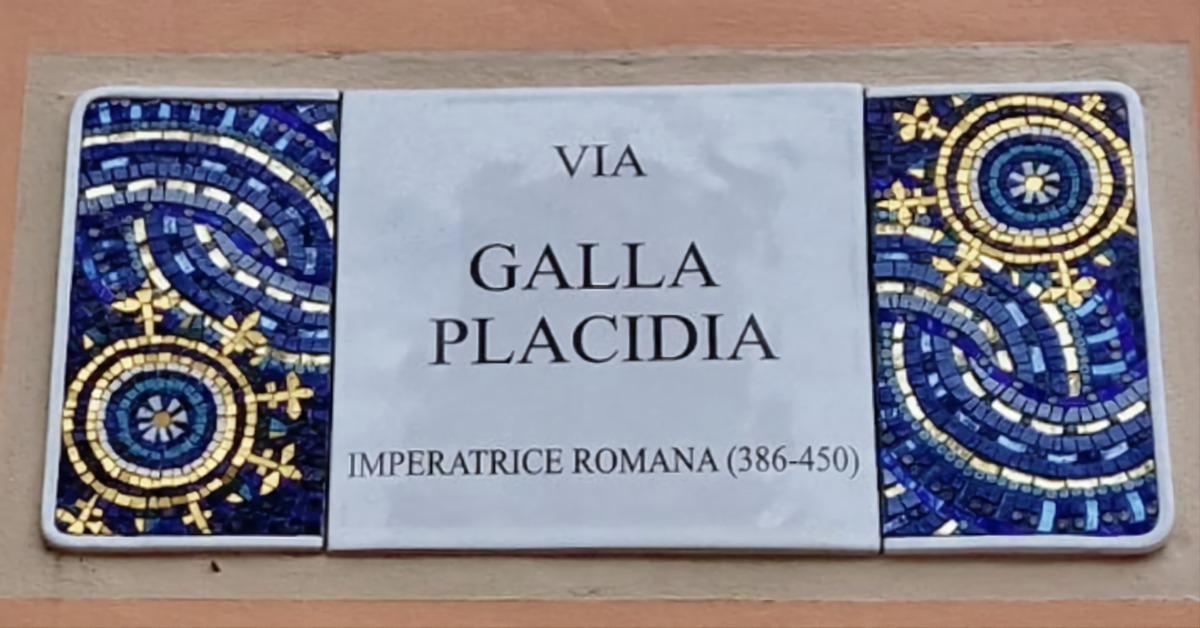 VIA
GALLA
PLACIDIA
IMPERATRICE ROMANA (386-450)